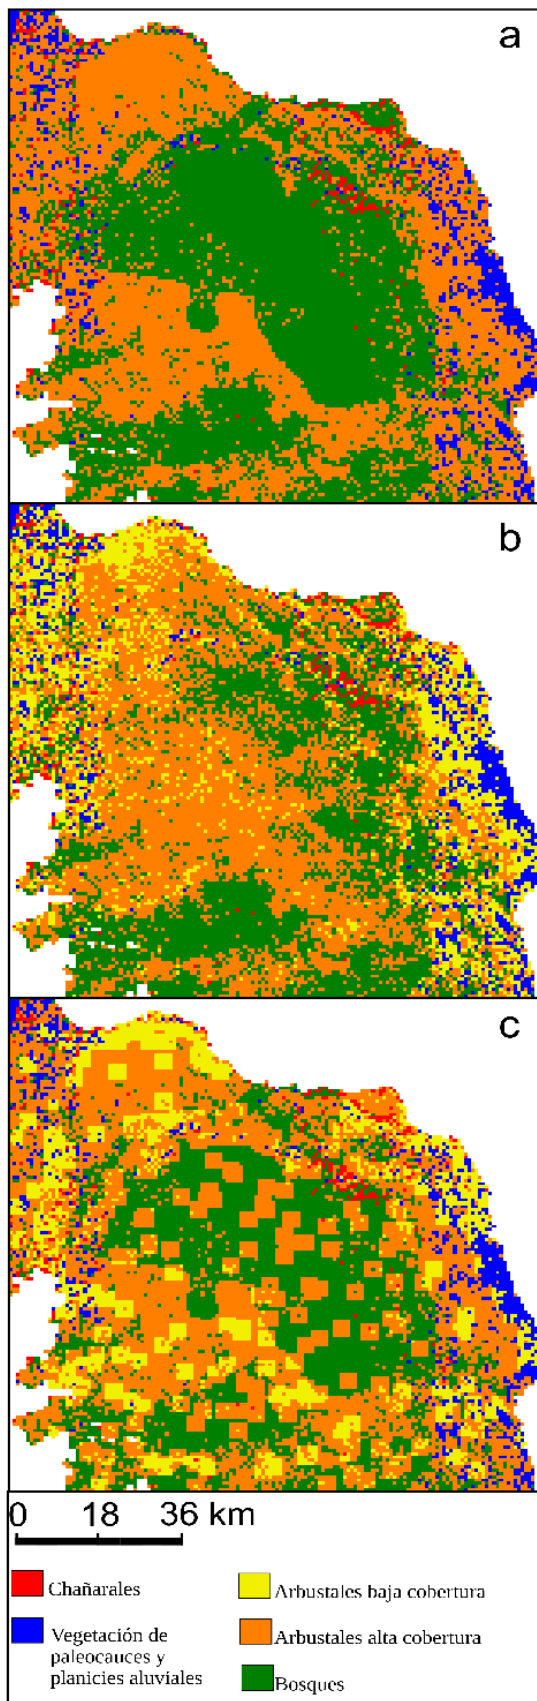 a
b
c
0 18 36 km
Chañarales
Arbustales baja cobertura
Vegetación de
paleocauces y
planicies aluviales
Arbustales alta cobertura
Bosques